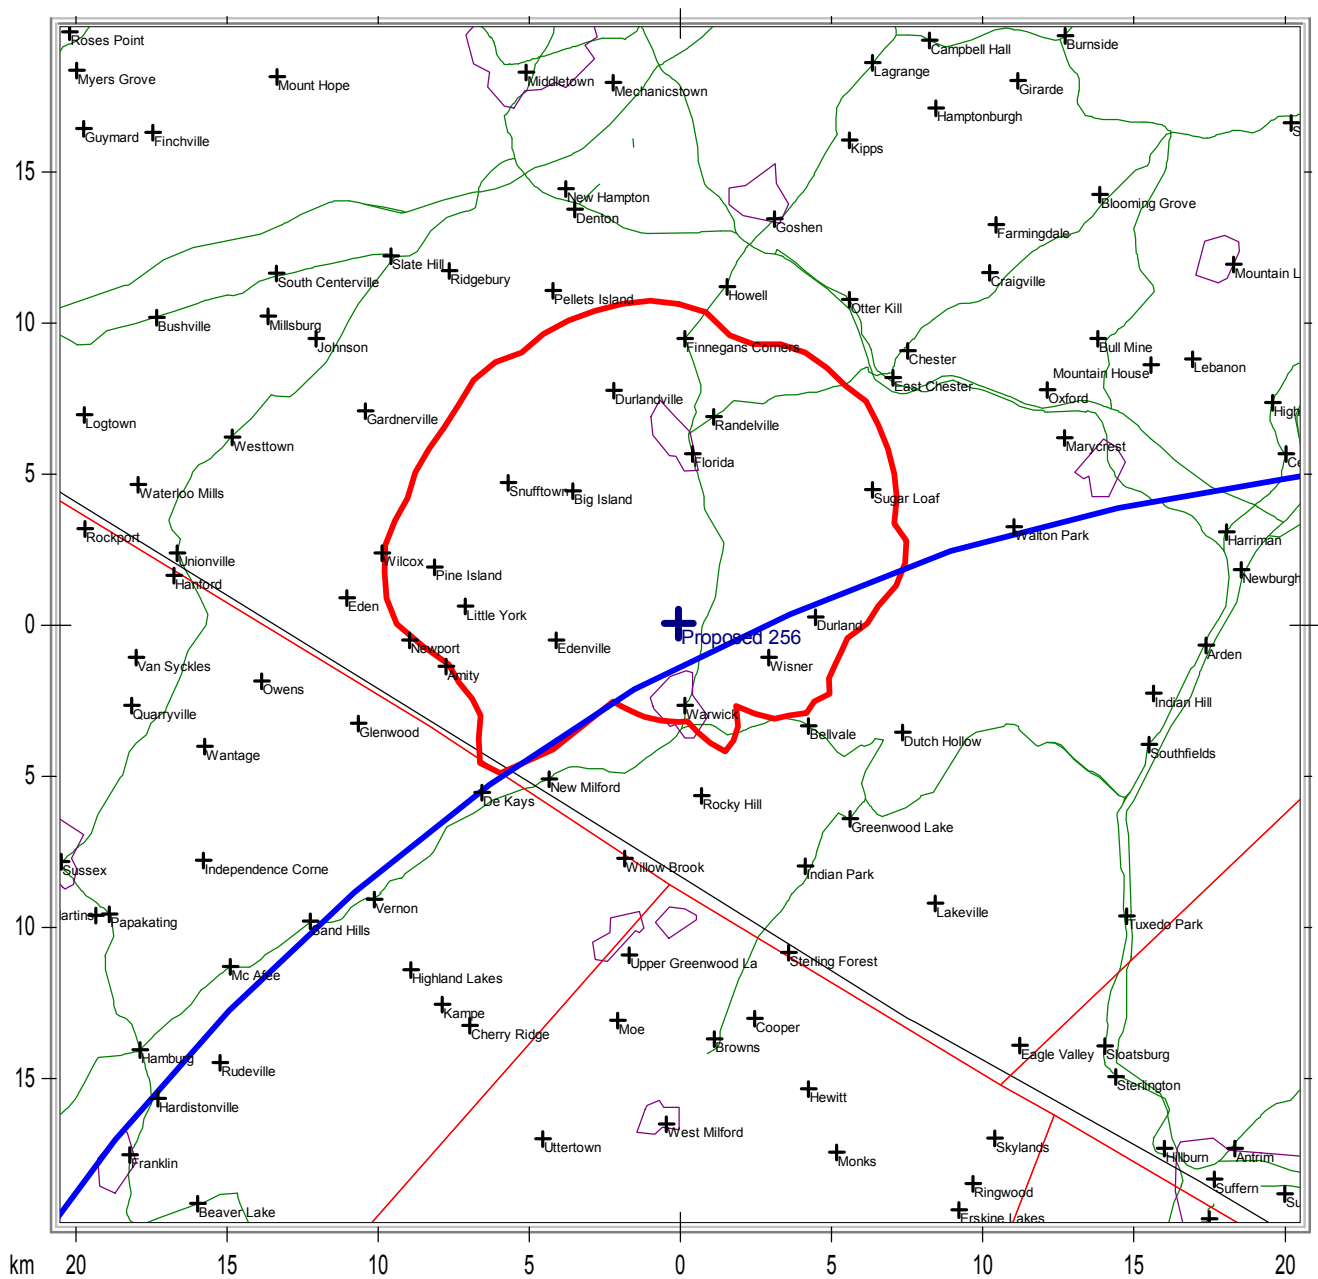 Roses Point
Campbell Hall
Burnside
Myers Grove
Mount Hope
Middletown
Mechanicstown
Lagrange
Girarde
Hamptonburgh
Guymard
Finchville
Kipps
S
15
New Hampton
Denton
Goshen
Blooming Grove
Farmingdale
Slate Hill
Ridgebury
South Centerville
Craigville
Mountain L
Pellets Island
Howell
Otter Kill
10
Bushville
Millsburg
Johnson
Finnegans Corners
Chester
Bull Mine
Mountain House
Lebanon
East Chester
Oxford
Durlandville
Logtown
Gardnerville
Randelville
High
Westtown
Marycrest
Florida
Ce
5
Waterloo Mills
Snufftown
Big Island
Sugar Loaf
Rockport
Walton Park
Harriman
Unionville
Wilcox
Pine Island
Hanford
Newburgh
Eden
Little York
0
Durland
Proposed 256
Newport
Edenville
Arden
Van Syckles
Amity
Wisner
Owens
Quarryville
Warwick
Indian Hill
Glenwood
Bellvale
Dutch Hollow
Wantage
Southfields
5
New Milford
De Kays
Rocky Hill
Greenwood Lake
Sussex
Independence Corne
Willow Brook
Indian Park
Vernon
Lakeville
artins
Papakating
Sand Hills
Tuxedo Park
10
Mc Afee
Highland Lakes
Upper Greenwood La
Sterling Forest
Kampe
Cherry Ridge
Moe
Cooper
Browns
Hamburg
Rudeville
Eagle Valley
Sloatsburg
15
Sterlington
Hardistonville
Hewitt
West Milford
Uttertown
Monks
Skylands
Hilburn
Antrim
Franklin
Ringwood
Suffern
Beaver Lake
Erskine Lakes
Su
km
20
15
10
5
0
5
10
15
20